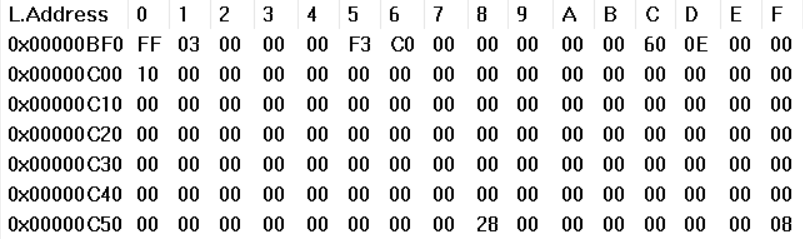 L.Address 0 1 2 3 4 5 6 7 8 9 A B C D E F
0x00000BF0 FF 03 00 00 00 F3 C0 00 00 00 00 00 60 0E 00 00
0x00000C00 10 00 00 00 00 00 00 00 00 00 00 00 00 00 00 00
0x00000C10 00 00 00 00 00 00 00 00 00 00 00 00 00 00 00 00
0x00000C20 00 00 00 00 00 00 00 00 00 00 00 00 00 00 00 00
0x00000C30 00 00 00 00 00 00 00 00 00 00 00 00 00 00 00 00
0x00000C40 00 00 00 00 00 00 00 00 00 00 00 00 00 00 00 00
0x00000C50 00 00 00 00 00 00 00 00 28 00 00 00 00 00 00 08